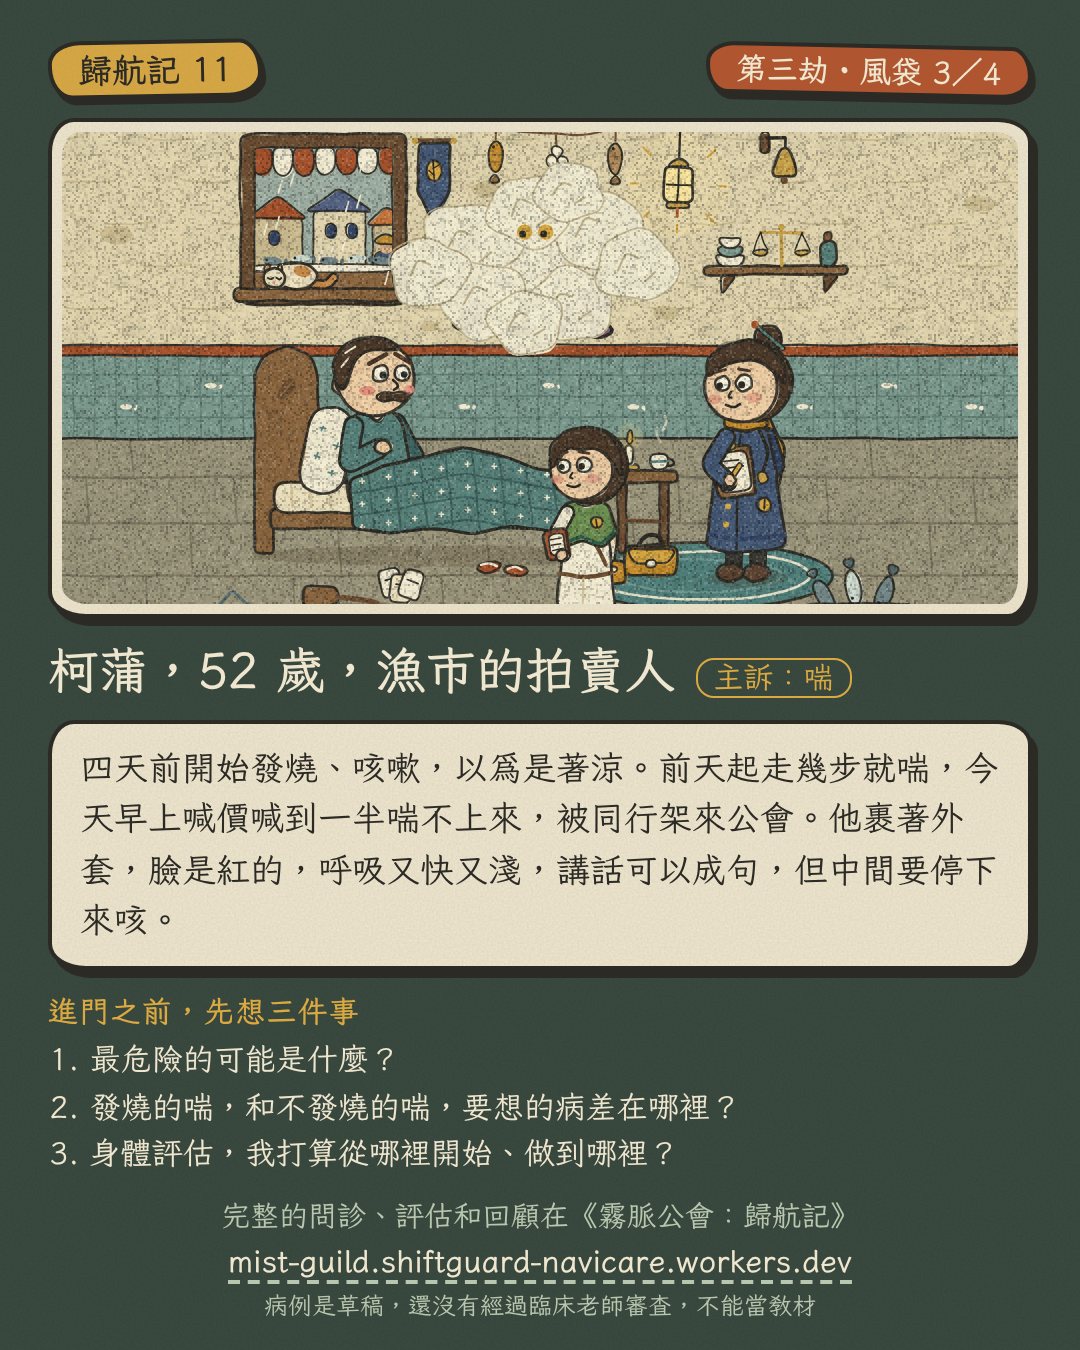 歸航記 11
第三劫・風袋 3／4
柯蒲，52 歲，漁市的拍賣人
主訴：喘
四天前開始發燒、咳嗽，以為是著涼。前天起走幾步就喘，今
天早上喊價喊到一半喘不上來，被同行架來公會。他裹著外
套，臉是紅的，呼吸又快又淺，講話可以成句，但中間要停下
來咳。
進門之前，先想三件事
1. 最危險的可能是什麼？
2. 發燒的喘，和不發燒的喘，要想的病差在哪裡？
3. 身體評估，我打算從哪裡開始、做到哪裡？
完整的問診、評估和回顧在《霧脈公會：歸航記》
mist-guild.shiftguard-navicare.workers.dev
病例是草稿，還沒有經過臨床老師審查，不能當教材